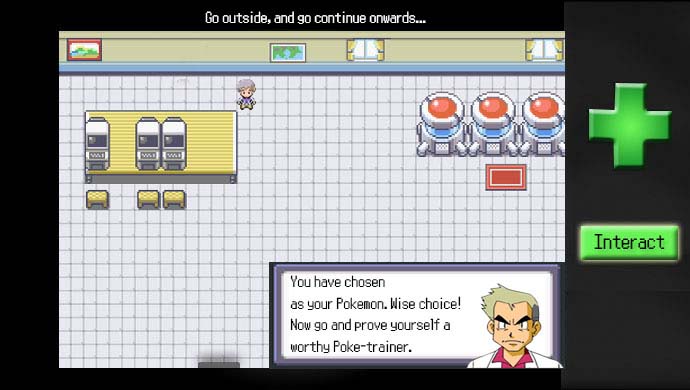 Go outside, and go continue onwards...
You have chosen
as your Pokemon. Wise choice!
Now go and prove yourself a
worthy Poke-trainer.
Interact